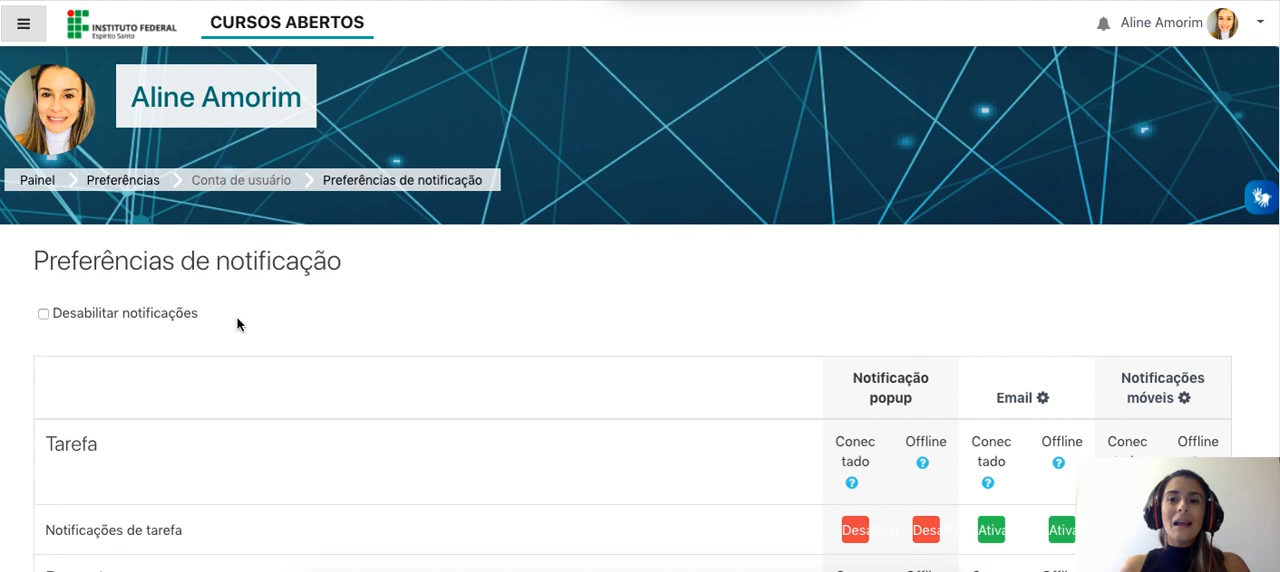 INSTITUTO FEDERAL
Espírito Santo
CURSOS ABERTOS
Aline Amorim
Aline Amorim
Painel
Preferências
Conta de usuário
Preferências de notificação
Preferências de notificação
Desabilitar notificações
Notificação
popup
Email
Notificações
móveis
Tarefa
Conec
tado
Offline
Conec
tado
Offline
Conec
Offline
Notificações de tarefa
Desativar
Desativ
Ativa
Ativa